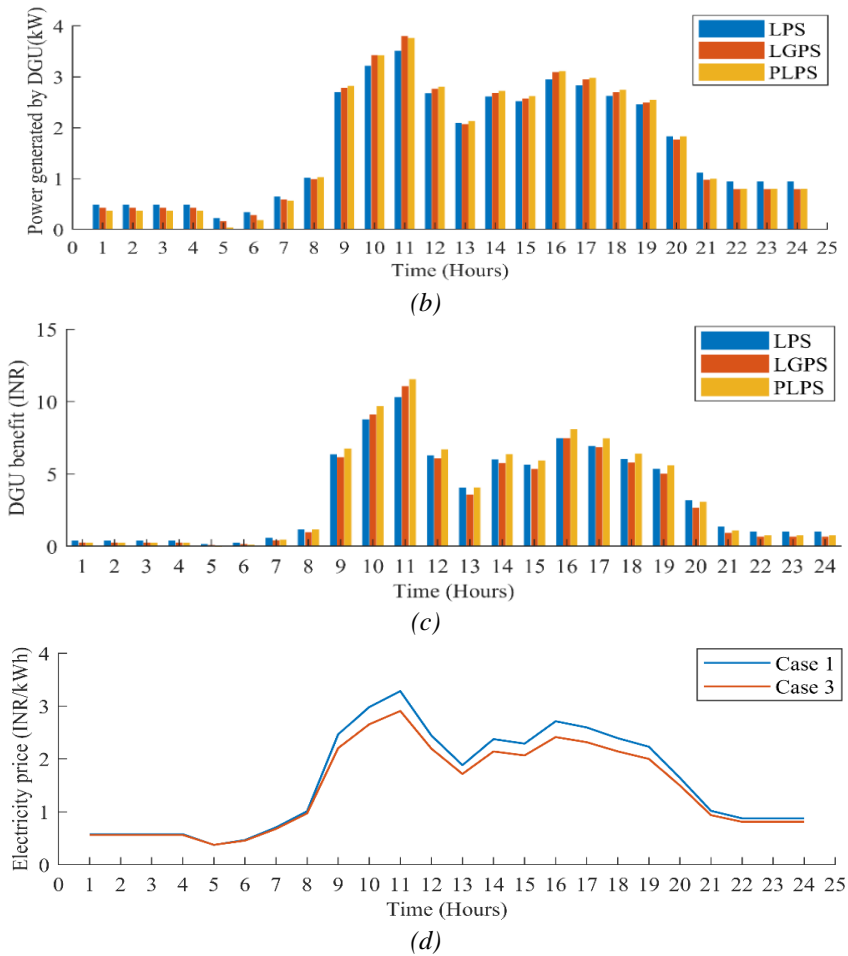 Power generated by DGU(kW)
4
3
2
1
0
LPS
LGPS
PLPS
0 1 2 3 4 5 6 7 8 9 10 11 12 13 14 15 16 17 18 19 20 21 22 23 24 25
Time (Hours)
(b)
DGU benefit (INR)
15
10
5
0
LPS
LGPS
PLPS
1 2 3 4 5 6 7 8 9 10 11 12 13 14 15 16 17 18 19 20 21 22 23 24
Time (Hours)
(c)
Electricity price (INR/kWh)
4
3
2
1
0
Case 1
Case 3
0 1 2 3 4 5 6 7 8 9 10 11 12 13 14 15 16 17 18 19 20 21 22 23 24 25
Time (Hours)
(d)